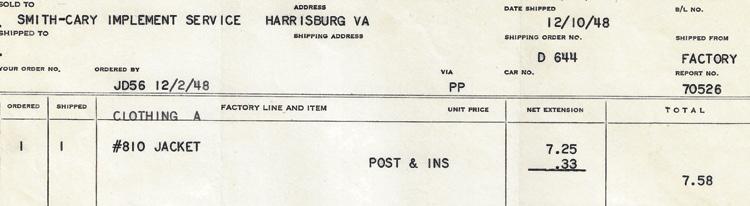 SOLD TO ADDRESS DATE SHIPPED B/L NO.
SMITH-CARY IMPLEMENT SERVICE HARRISBURG VA 12/10/48
SHIPPED TO SHIPPING ADDRESS SHIPPING ORDER NO. SHIPPED FROM
D 644 FACTORY
YOUR ORDER NO. ORDERED BY VIA CAR NO. REPORT NO.
JD56 12/2/48 PP 70526
ORDERED SHIPPED FACTORY LINE AND ITEM UNIT PRICE NET EXTENSION TOTAL
CLOTHING A
1 1 #810 JACKET 7.25
POST & INS .33
7.58